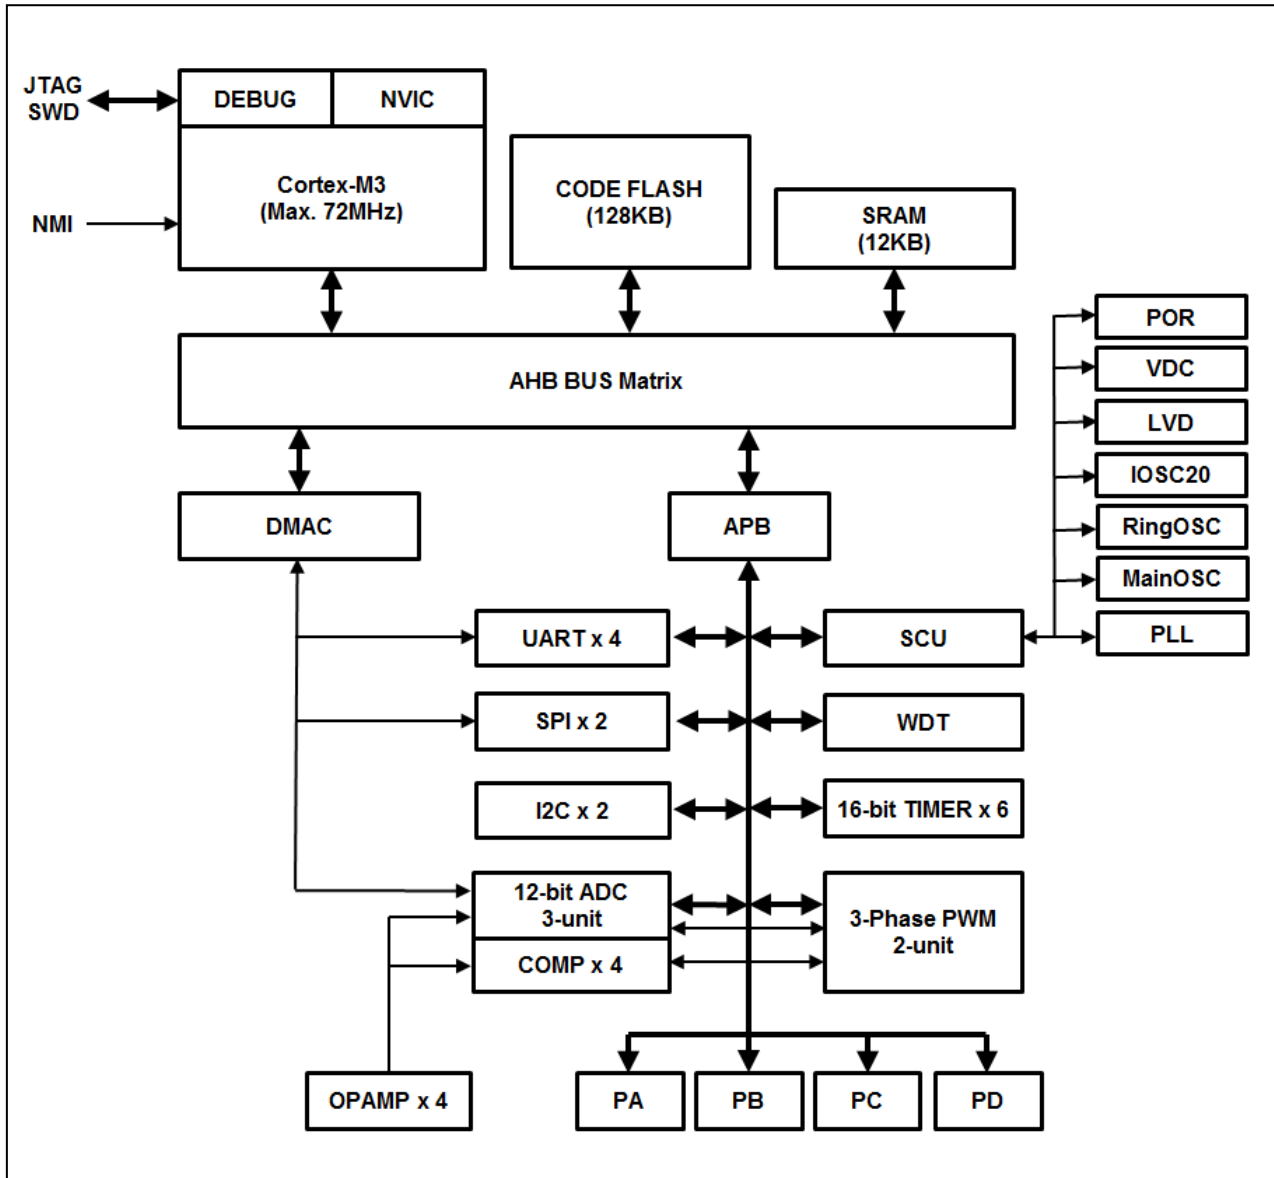 JTAG
SWD
DEBUG
NVIC
Cortex-M3
(Max. 72MHz)
NMI
CODE FLASH
(128KB)
SRAM
(12KB)
AHB BUS Matrix
POR
VDC
LVD
IOSC20
RingOSC
MainOSC
PLL
DMAC
APB
UART x 4
SCU
SPI x 2
WDT
I2C x 2
16-bit TIMER x 6
12-bit ADC
3-unit
COMP x 4
3-Phase PWM
2-unit
OPAMP x 4
PA
PB
PC
PD